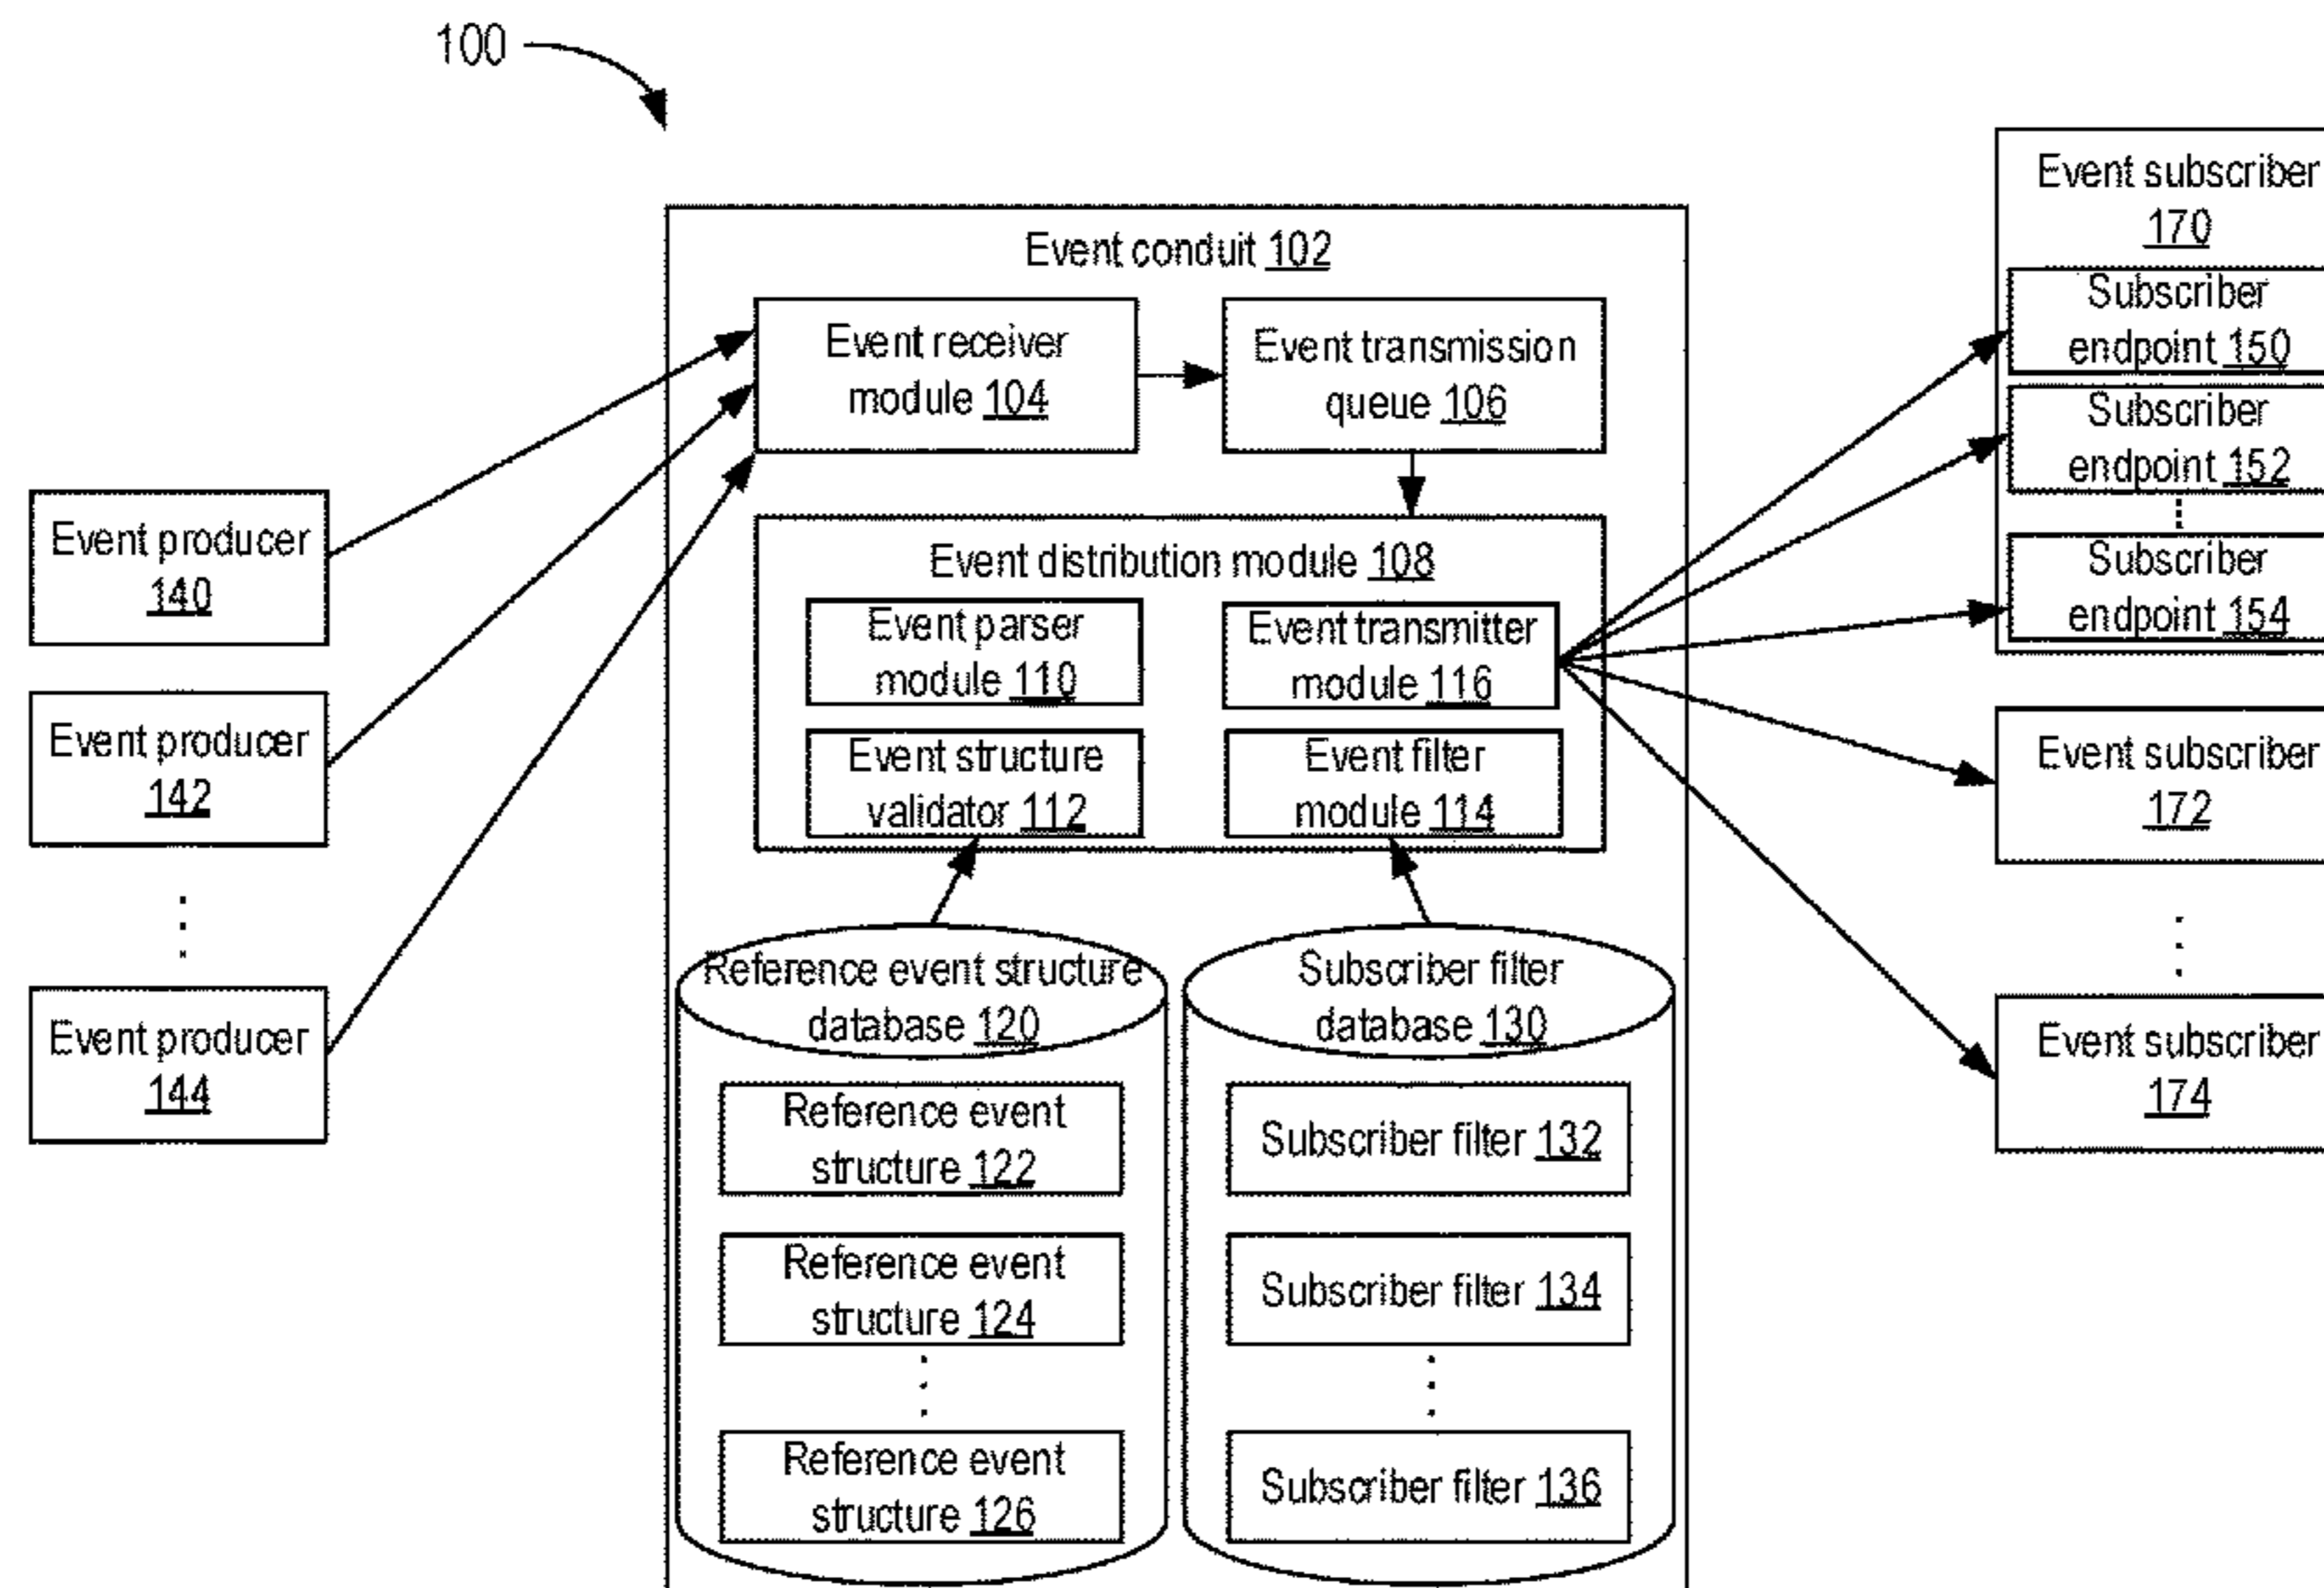 100
Event conduit 102
Event receiver
module 104
Event transmission
queue 106
Event distribution module 108
Event parser
module 110
Event transmitter
module 116
Event structure
validator 112
Event filter
module 114
Reference event structure
database 120
Reference event
structure 122
Reference event
structure 124
Reference event
structure 126
Subscriber filter
database 130
Subscriber filter 132
Subscriber filter 134
Subscriber filter 136
Event producer
140
Event producer
142
Event producer
144
Event subscriber
170
Subscriber
endpoint 150
Subscriber
endpoint 152
Subscriber
endpoint 154
Event subscriber
172
Event subscriber
174